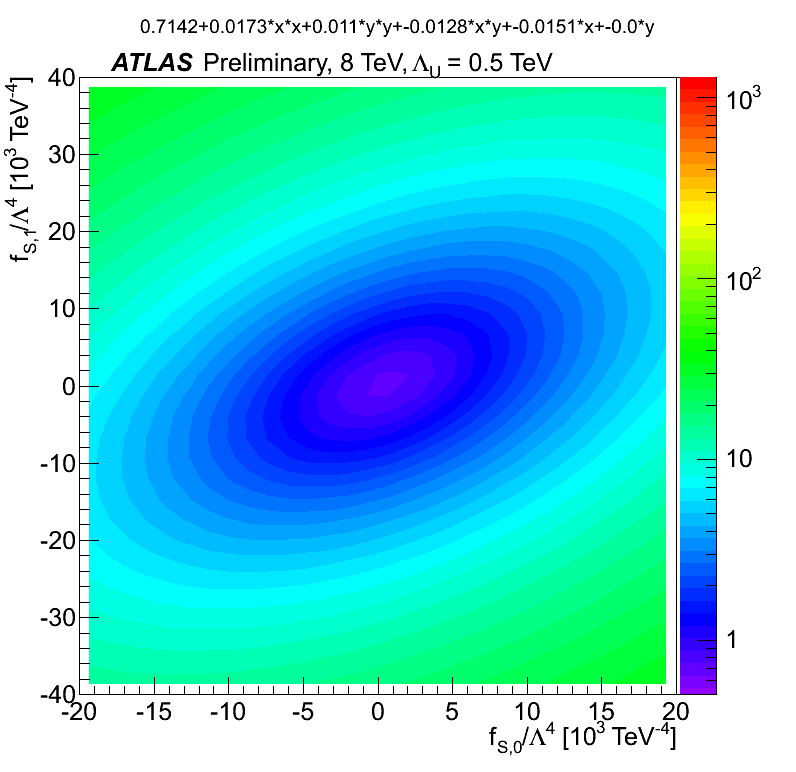 0.7142+0.0173*x*x+0.011*y*y+-0.0128*x*y+-0.0151*x+-0.0*y
ATLAS Preliminary, 8 TeV, Λ_U = 0.5 TeV
f_S,1/Λ^4 [10^3 TeV^-4]
40
30
20
10
0
-10
-20
-30
-40
10^3
10^2
10
1
-20 -15 -10 -5 0 5 10 15 20
f_S,0/Λ^4 [10^3 TeV^-4]